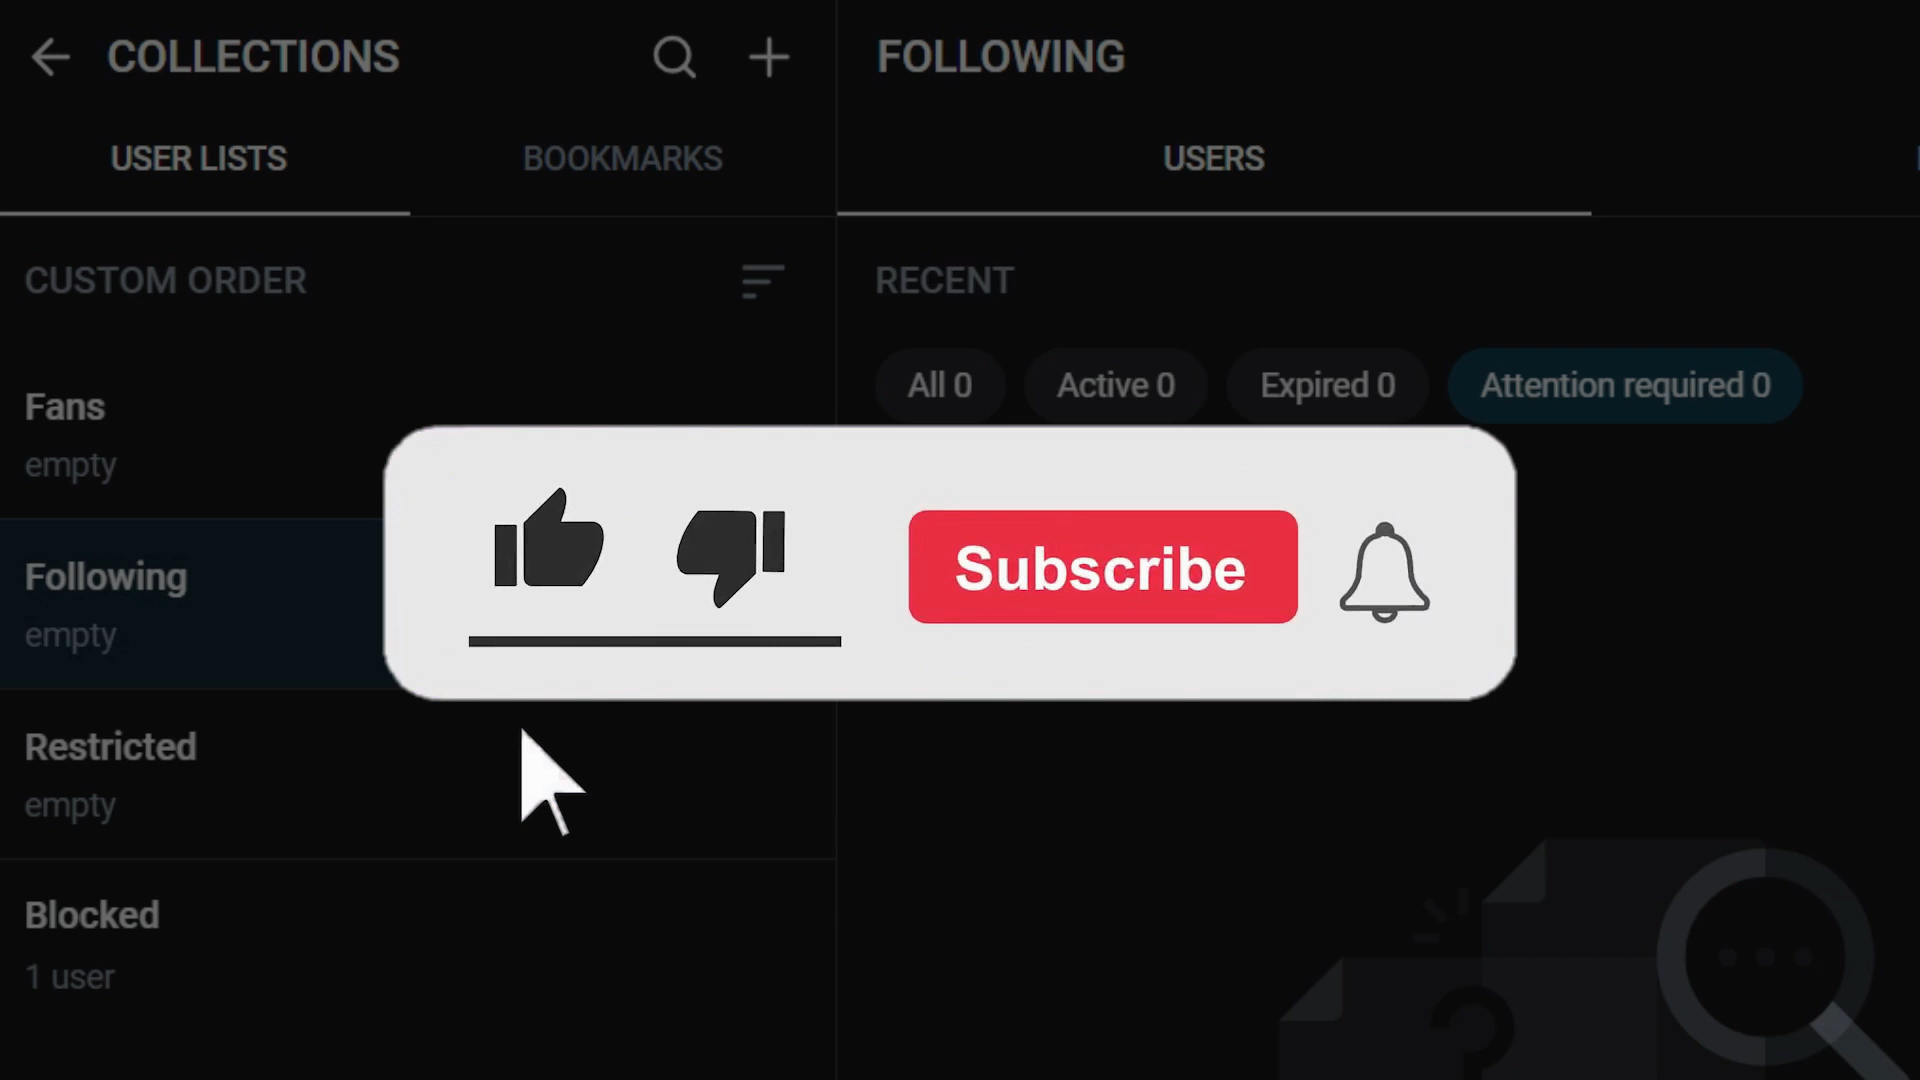 COLLECTIONS
USER LISTS
BOOKMARKS
CUSTOM ORDER
Fans
empty
Following
empty
Restricted
empty
Blocked
1 user
FOLLOWING
USERS
RECENT
All 0
Active 0
Expired 0
Attention required 0
Subscribe